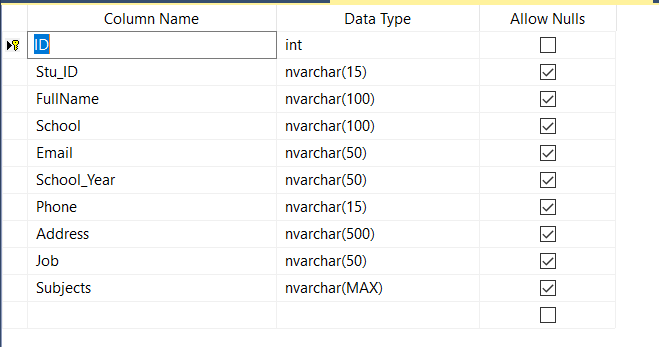 Column Name Data Type Allow Nulls
ID int
Stu_ID nvarchar(15)
FullName nvarchar(100)
School nvarchar(100)
Email nvarchar(50)
School_Year nvarchar(50)
Phone nvarchar(15)
Address nvarchar(500)
Job nvarchar(50)
Subjects nvarchar(MAX)